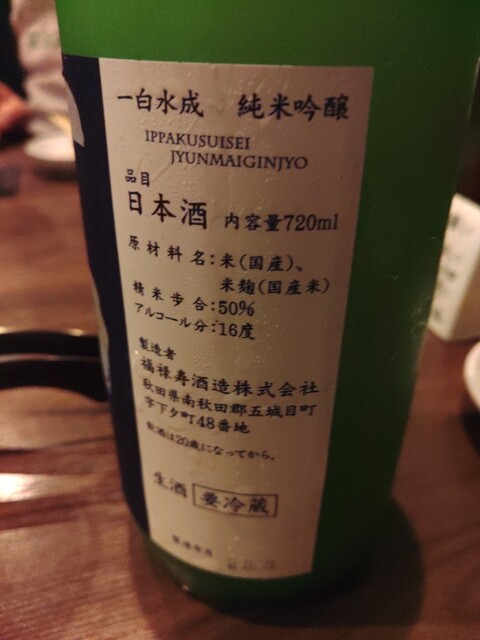 一白水成 純米吟醸
IPPAKUSUISEI
JYUNMAIGINJYO
品目
日本酒 内容量720ml
原材料名:米(国産)、
米麹(国産米)
精米歩合:50%
アルコール分:16度
製造者
福禄寿酒造株式会社
秋田県南秋田郡五城目町
字下夕町48番地
飲酒は20歳になってから。
生酒 要冷蔵
製造年月